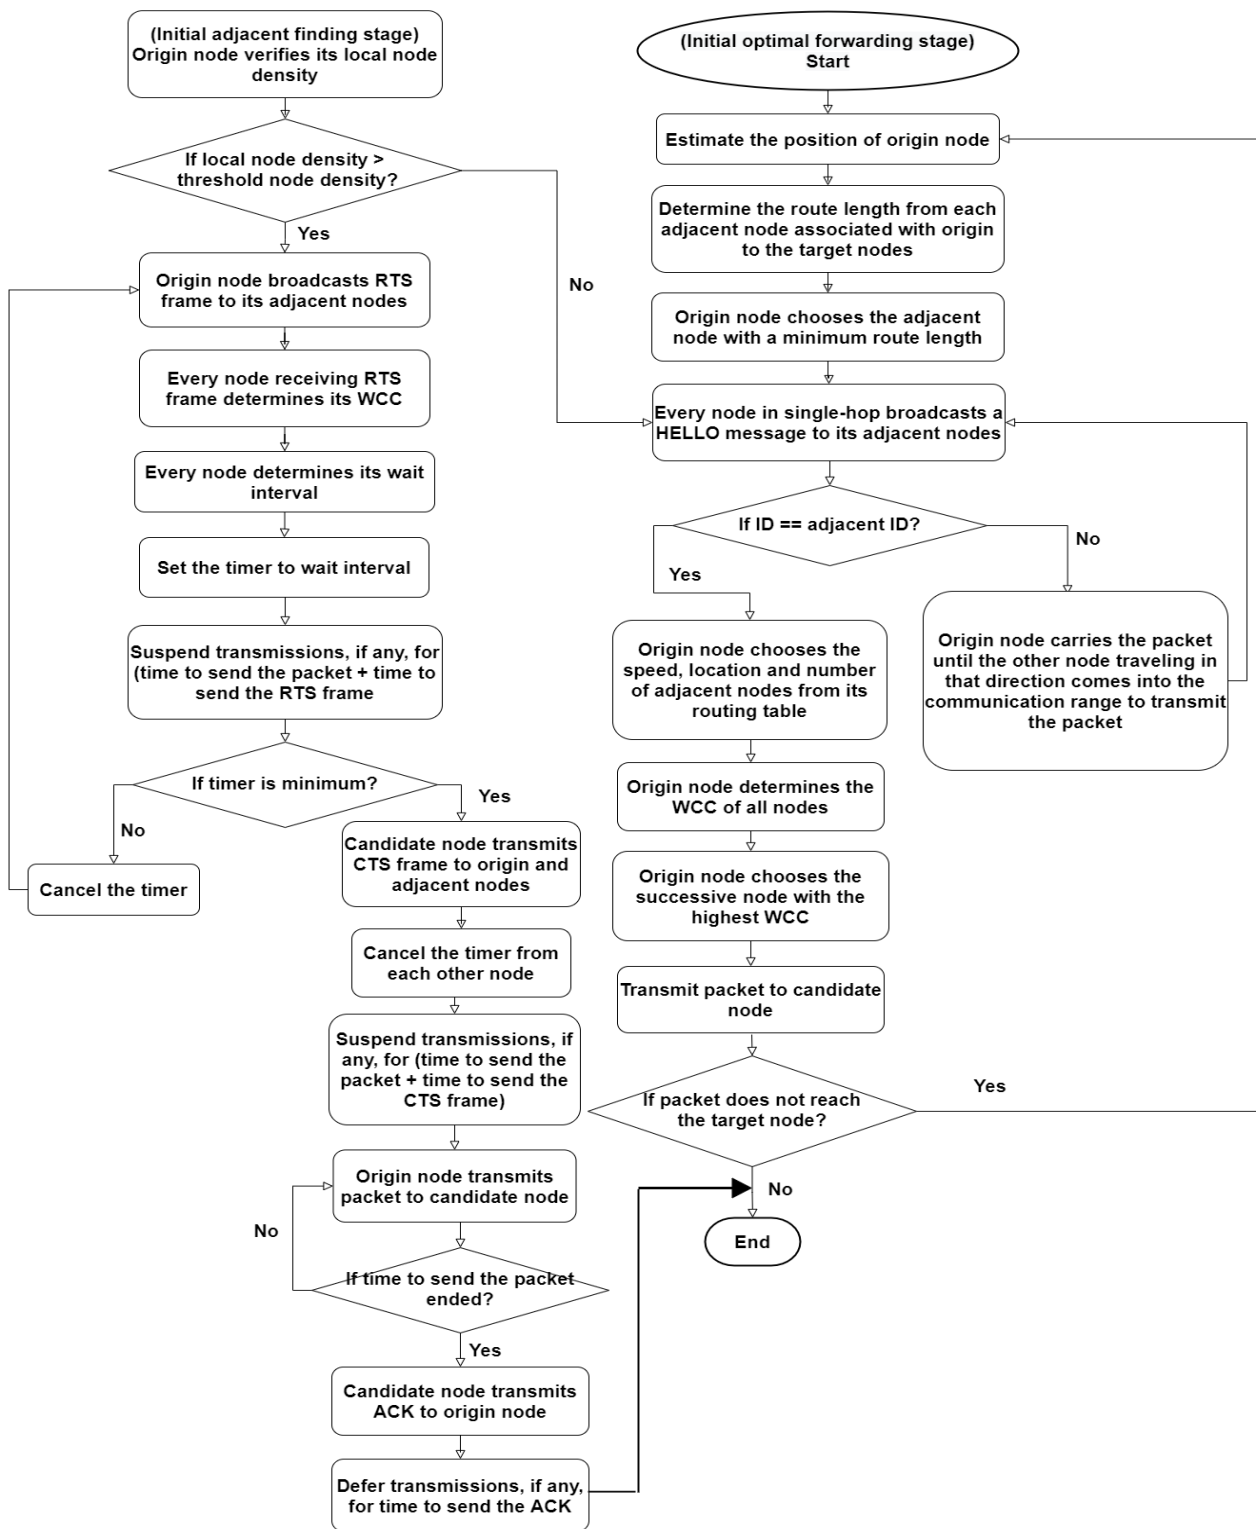 (Initial adjacent finding stage)
Origin node verifies its local node
density
If local node density >
threshold node density?
Yes
No
Origin node broadcasts RTS
frame to its adjacent nodes
Every node receiving RTS
frame determines its WCC
Every node determines its wait
interval
Set the timer to wait interval
Suspend transmissions, if any, for
(time to send the packet + time to
send the RTS frame
If timer is minimum?
No
Yes
Cancel the timer
Candidate node transmits
CTS frame to origin and
adjacent nodes
Cancel the timer from
each other node
Suspend transmissions, if
any, for (time to send the
packet + time to send the
CTS frame)
Origin node transmits
packet to candidate node
No
If time to send the packet
ended?
Yes
Candidate node transmits
ACK to origin node
Defer transmissions, if any,
for time to send the ACK
(Initial optimal forwarding stage)
Start
Estimate the position of origin node
Determine the route length from each
adjacent node associated with origin
to the target nodes
Origin node chooses the adjacent
node with a minimum route length
Every node in single-hop broadcasts a
HELLO message to its adjacent nodes
If ID == adjacent ID?
Yes
No
Origin node chooses the
speed, location and number
of adjacent nodes from its
routing table
Origin node carries the packet
until the other node traveling in
that direction comes into the
communication range to transmit
the packet
Origin node determines the
WCC of all nodes
Origin node chooses the
successive node with the
highest WCC
Transmit packet to candidate
node
If packet does not reach
the target node?
Yes
No
End